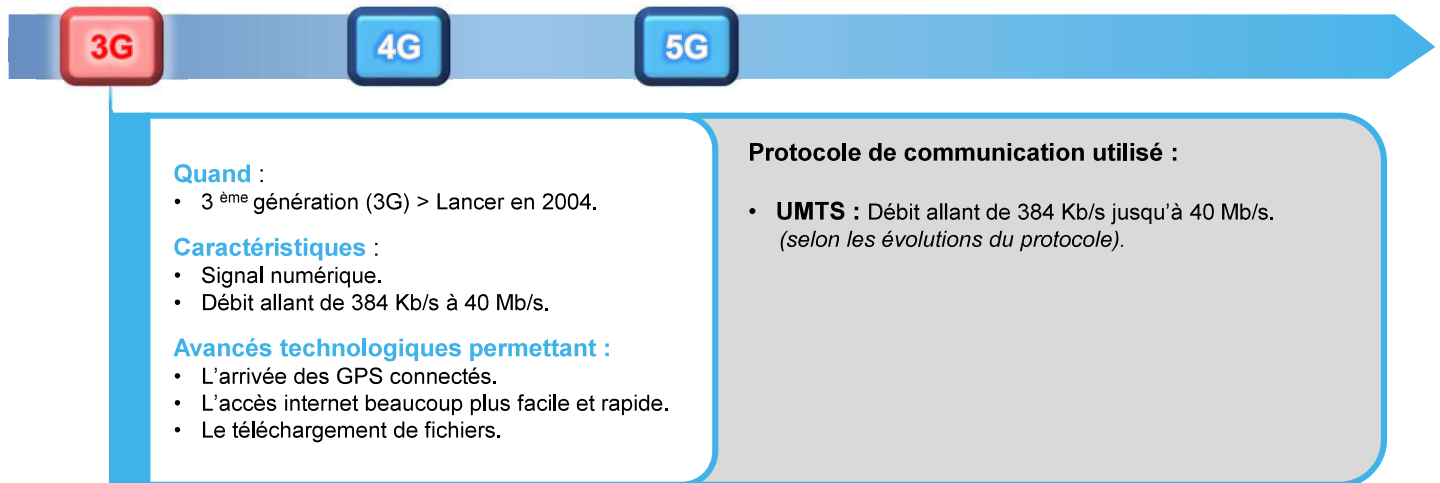 3G
4G
5G
Quand :
• 3 ème génération (3G) > Lancer en 2004.
Caractéristiques :
• Signal numérique.
• Débit allant de 384 Kb/s à 40 Mb/s.
Avancés technologiques permettant :
• L’arrivée des GPS connectés.
• L’accès internet beaucoup plus facile et rapide.
• Le téléchargement de fichiers.
Protocole de communication utilisé :
• UMTS : Débit allant de 384 Kb/s jusqu’à 40 Mb/s.
(selon les évolutions du protocole).